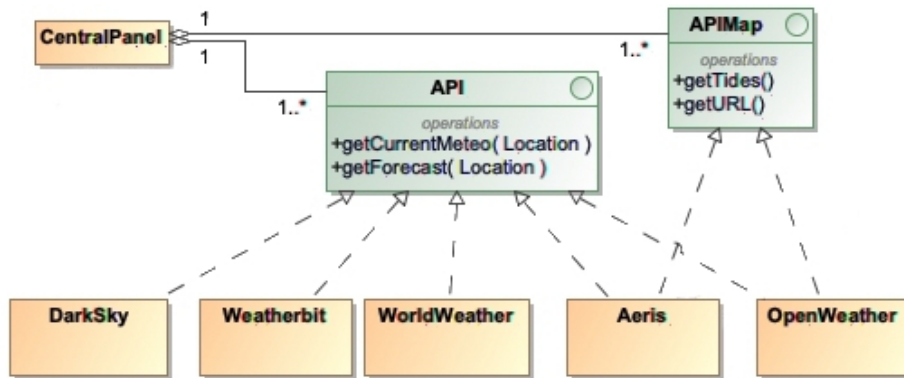 CentralPanel
1
1
1..*
APIMap
operations
+getTides()
+getURL()
1..*
API
operations
+getCurrentMeteo( Location )
+getForecast( Location )
DarkSky
Weatherbit
WorldWeather
Aeris
OpenWeather